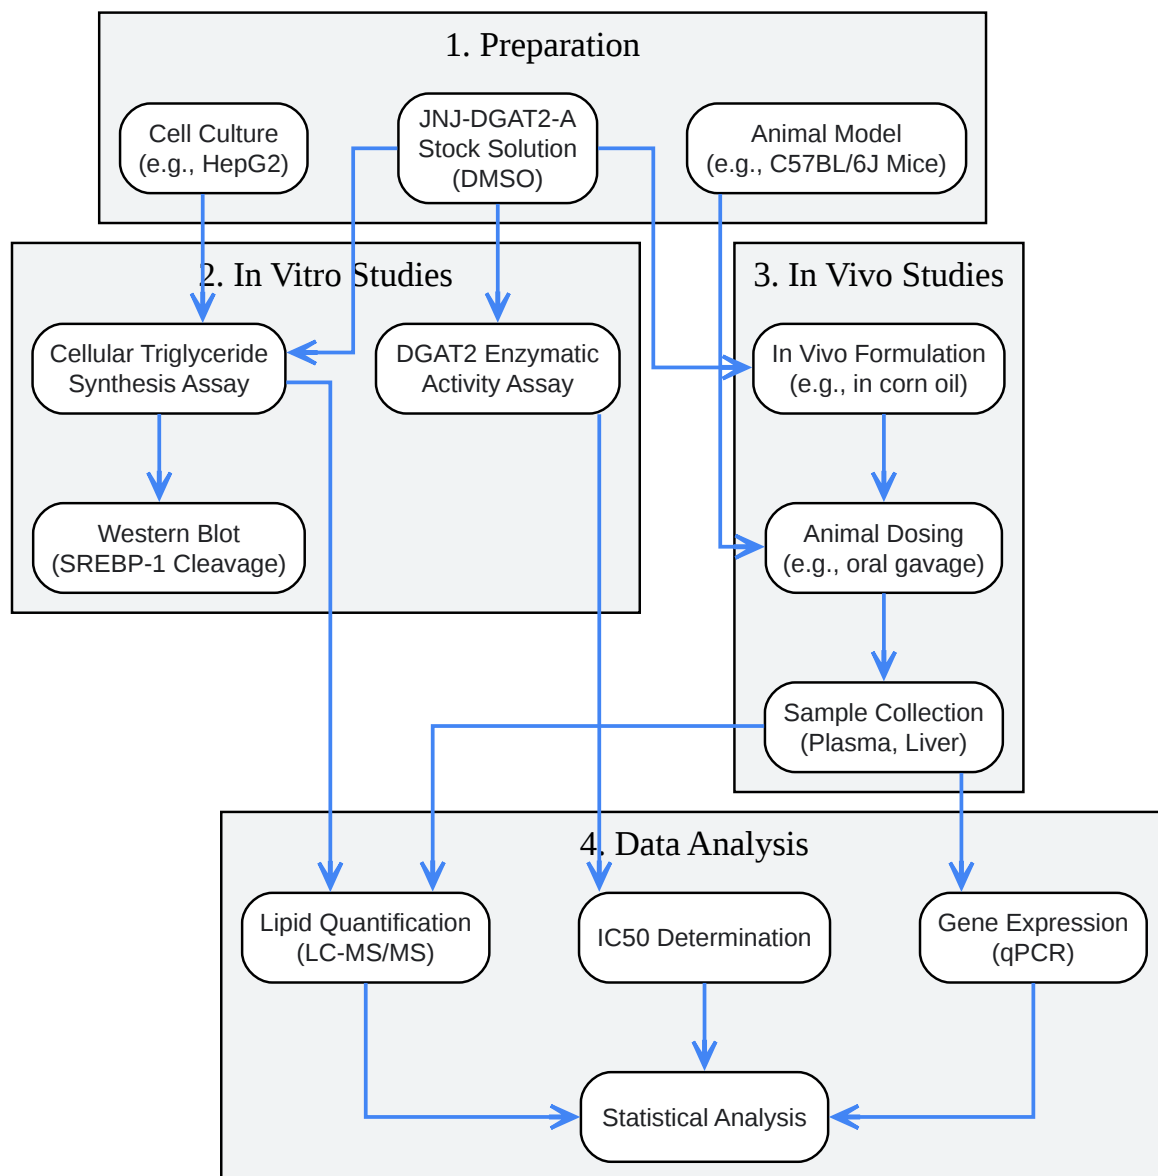 1. Preparation
Cell Culture
(e.g., HepG2)
JNJ-DGAT2-A
Stock Solution
(DMSO)
Animal Model
(e.g., C57BL/6J Mice)
2. In Vitro Studies
Cellular Triglyceride
Synthesis Assay
DGAT2 Enzymatic
Activity Assay
Western Blot
(SREBP-1 Cleavage)
3. In Vivo Studies
In Vivo Formulation
(e.g., in corn oil)
Animal Dosing
(e.g., oral gavage)
Sample Collection
(Plasma, Liver)
4. Data Analysis
Lipid Quantification
(LC-MS/MS)
IC50 Determination
Gene Expression
(qPCR)
Statistical Analysis